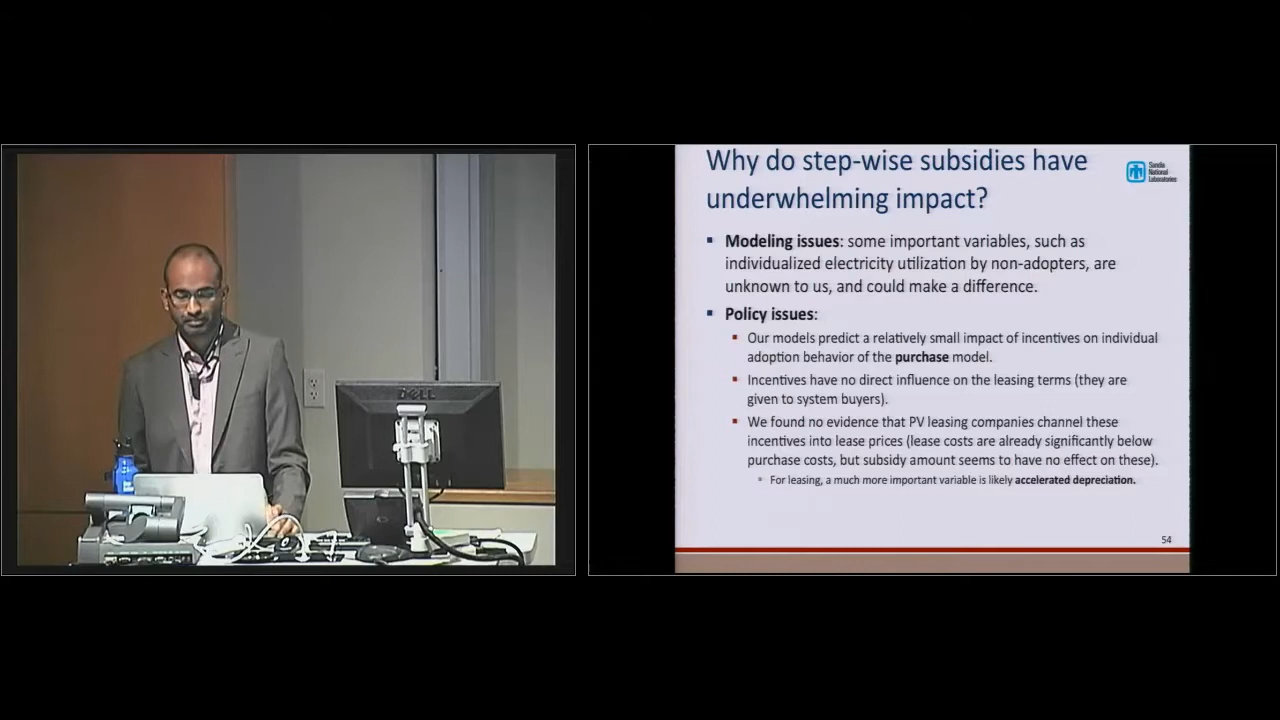 DELL
Why do step-wise subsidies have
underwhelming impact?
Sandia
National
Laboratories
▪ Modeling issues: some important variables, such as
individualized electricity utilization by non-adopters, are
unknown to us, and could make a difference.
▪ Policy issues:
▪ Our models predict a relatively small impact of incentives on individual
adoption behavior of the purchase model.
▪ Incentives have no direct influence on the leasing terms (they are
given to system buyers).
▪ We found no evidence that PV leasing companies channel these
incentives into lease prices (lease costs are already significantly below
purchase costs, but subsidy amount seems to have no effect on these).
▫ For leasing, a much more important variable is likely accelerated depreciation.
54